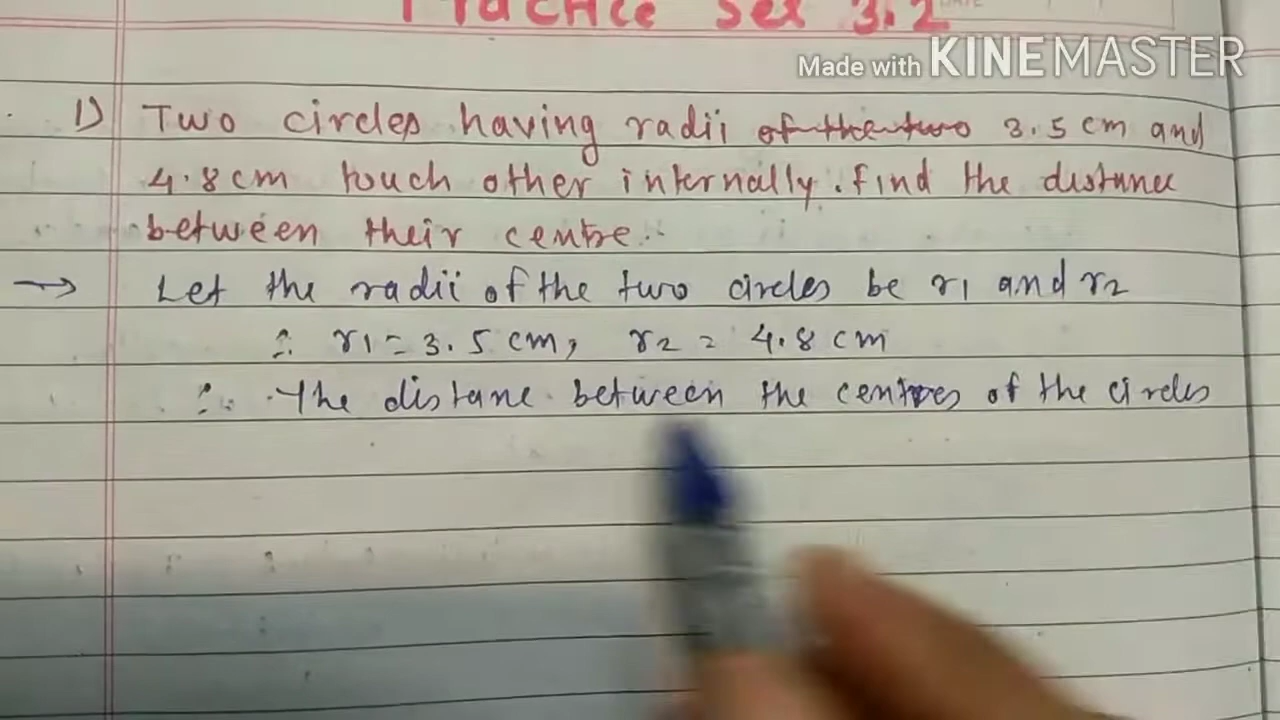 Practice Set 3.2
Made with KINEMASTER
1) Two circles having radii of the two 3.5 cm and
4.8 cm touch other internally. find the distance
between their centre.
→ Let the radii of the two circles be r1 and r2
∴ r1 = 3.5 cm, r2 = 4.8 cm
∴ The distane between the centres of the circles